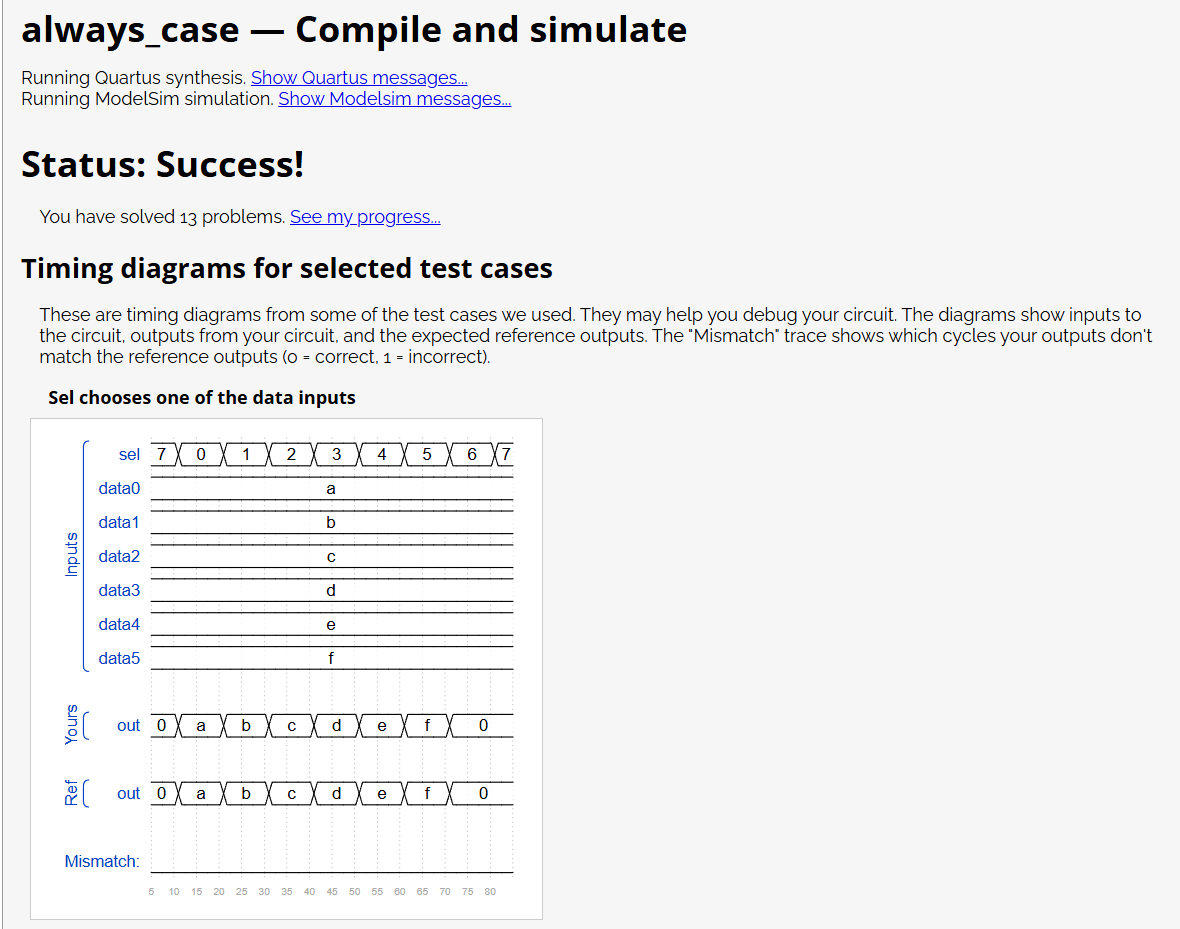 always_case — Compile and simulate
Running Quartus synthesis. Show Quartus messages...
Running ModelSim simulation. Show Modelsim messages...
Status: Success!
You have solved 13 problems. See my progress...
Timing diagrams for selected test cases
These are timing diagrams from some of the test cases we used. They may help you debug your circuit. The diagrams show inputs to
the circuit, outputs from your circuit, and the expected reference outputs. The "Mismatch" trace shows which cycles your outputs don't
match the reference outputs (0 = correct, 1 = incorrect).
Sel chooses one of the data inputs
Inputs
sel 7 0 1 2 3 4 5 6 7
data0 a
data1 b
data2 c
data3 d
data4 e
data5 f
Yours
out 0 a b c d e f 0
Ref
out 0 a b c d e f 0
Mismatch:
5 10 15 20 25 30 35 40 45 50 55 60 65 70 75 80